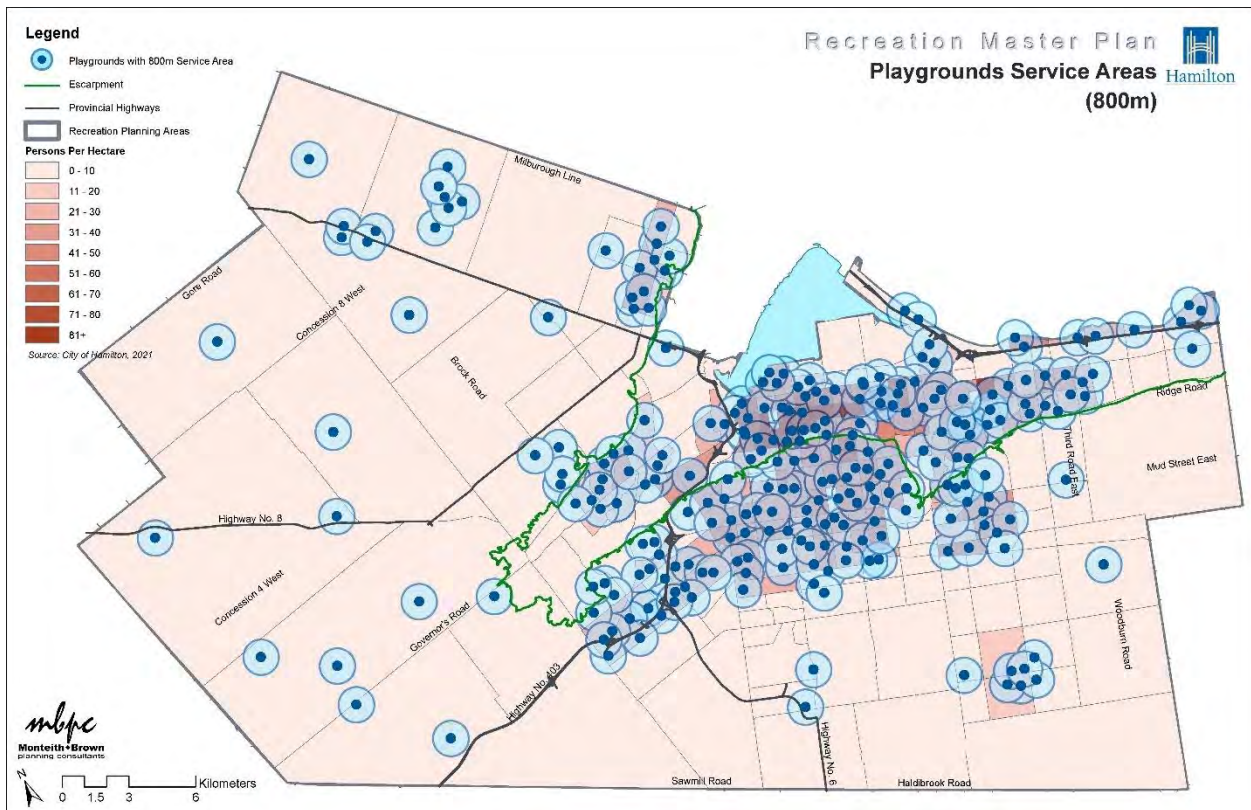 Legend
Playgrounds with 800m Service Area
Escarpment
Provincial Highways
Recreation Planning Areas
Persons Per Hectare
0 - 10
11 - 20
21 - 30
31 - 40
41 - 50
51 - 60
61 - 70
71 - 80
81+
Source: City of Hamilton, 2021
Recreation Master Plan
Playgrounds Service Areas
(800m)
Hamilton
Milburough Line
Gore Road
Concession 8 West
Brock Road
Highway No. 8
Concession 4 West
Governor's Road
Highway No. 403
Ridge Road
Third Road East
Mud Street East
Woodburn Road
Highway No. 6
Sawmill Road
Haldibrook Road
mbpc
Monteith+Brown
planning consultants
N
Kilometers
0 1.5 3 6